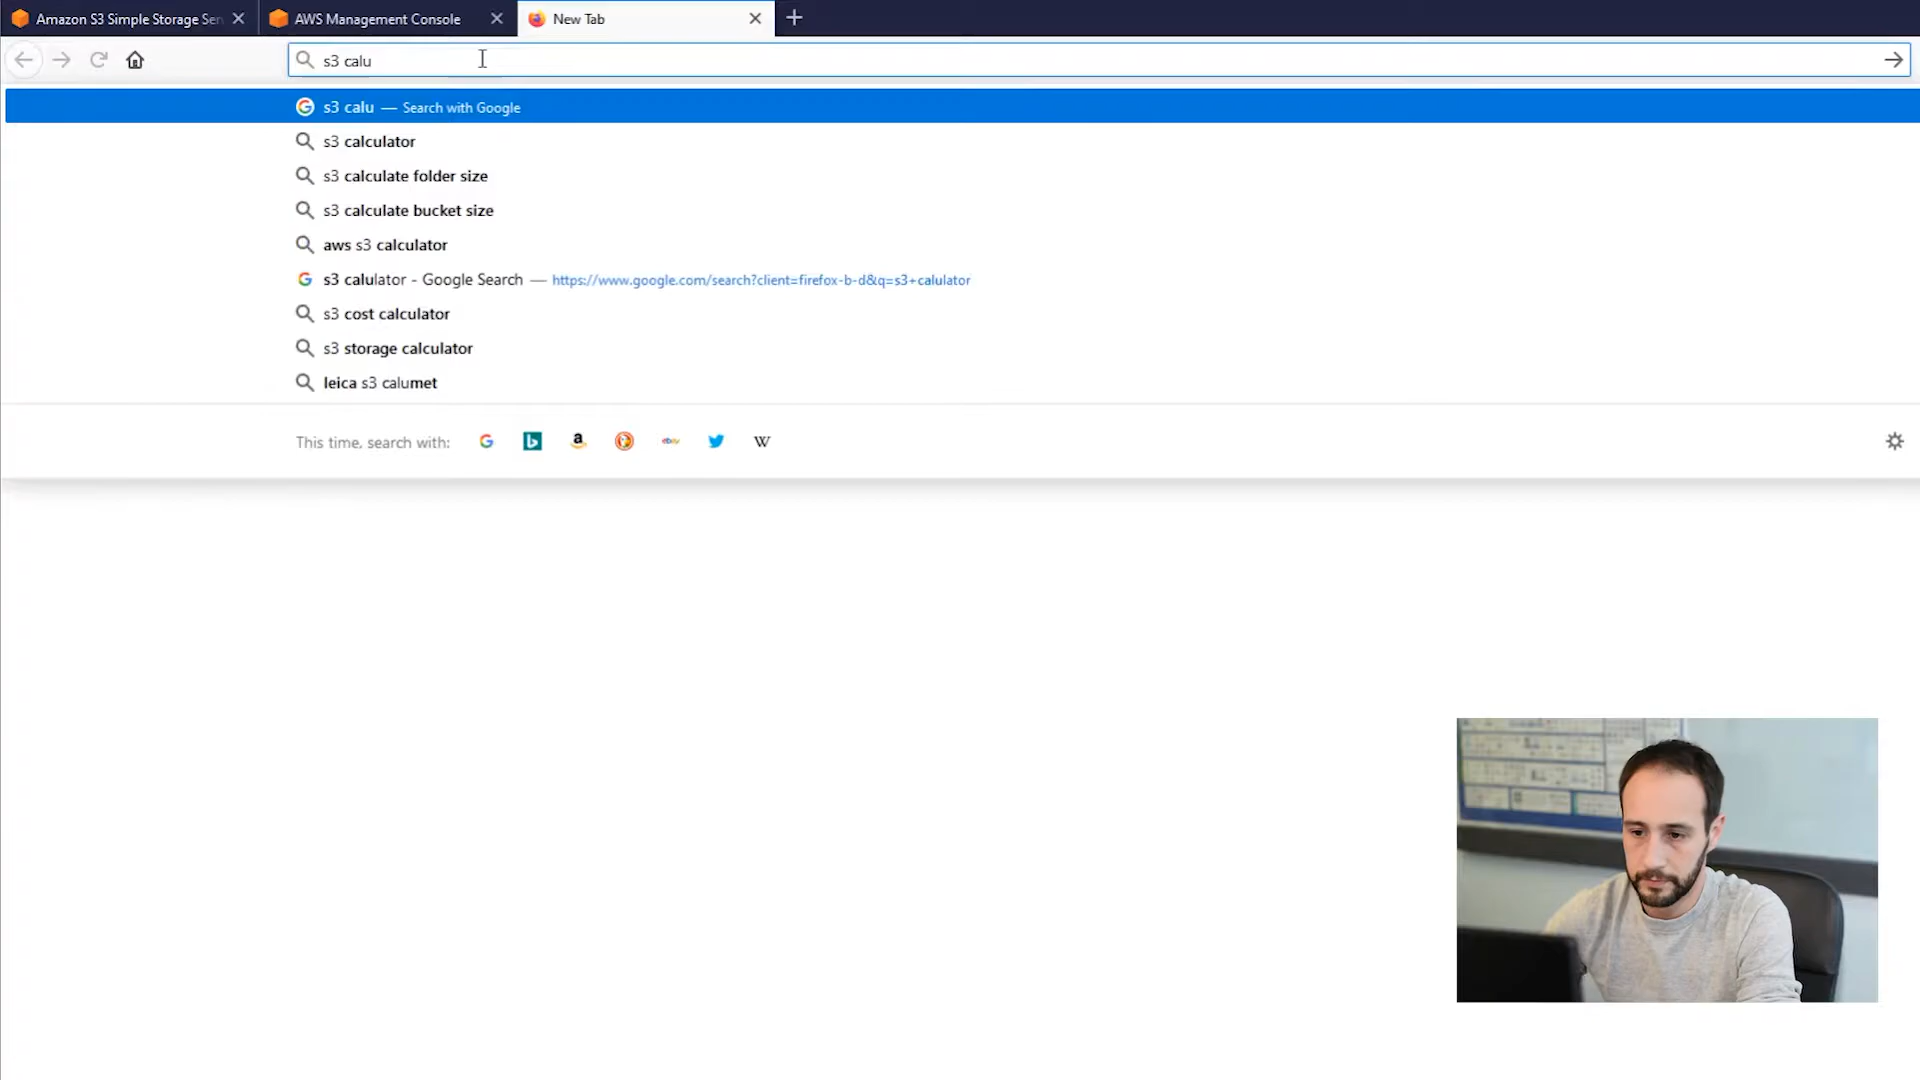 Amazon S3 Simple Storage Ser
AWS Management Console
New Tab
s3 calu
s3 calu — Search with Google
s3 calculator
s3 calculate folder size
s3 calculate bucket size
aws s3 calculator
s3 calulator - Google Search — https://www.google.com/search?client=firefox-b-d&q=s3+calulator
s3 cost calculator
s3 storage calculator
leica s3 calumet
This time, search with: